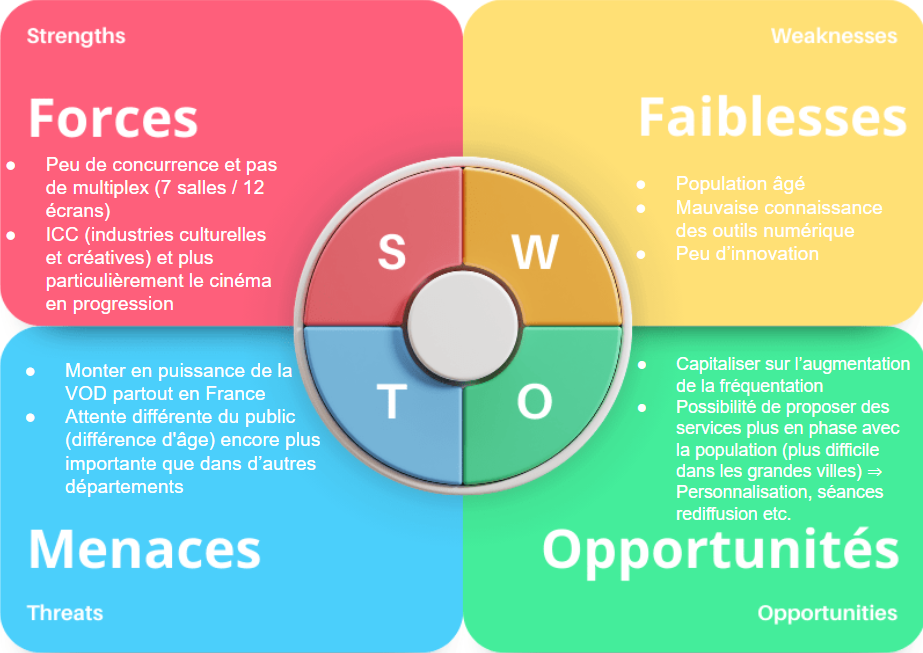 Strengths
Forces
● Peu de concurrence et pas
de multiplex (7 salles / 12
écrans)
● ICC (industries culturelles
et créatives) et plus
particulièrement le cinéma
en progression
Weaknesses
Faiblesses
● Population âgé
● Mauvaise connaissance
des outils numérique
● Peu d'innovation
S
W
T
O
● Monter en puissance de la
VOD partout en France
● Attente différente du public
(différence d'âge) encore plus
importante que dans d'autres
départements
Menaces
Threats
● Capitaliser sur l'augmentation
de la fréquentation
● Possibilité de proposer des
services plus en phase avec
la population (plus difficile
dans les grandes villes) ⇒
Personnalisation, séances
rediffusion etc.
Opportunités
Opportunities